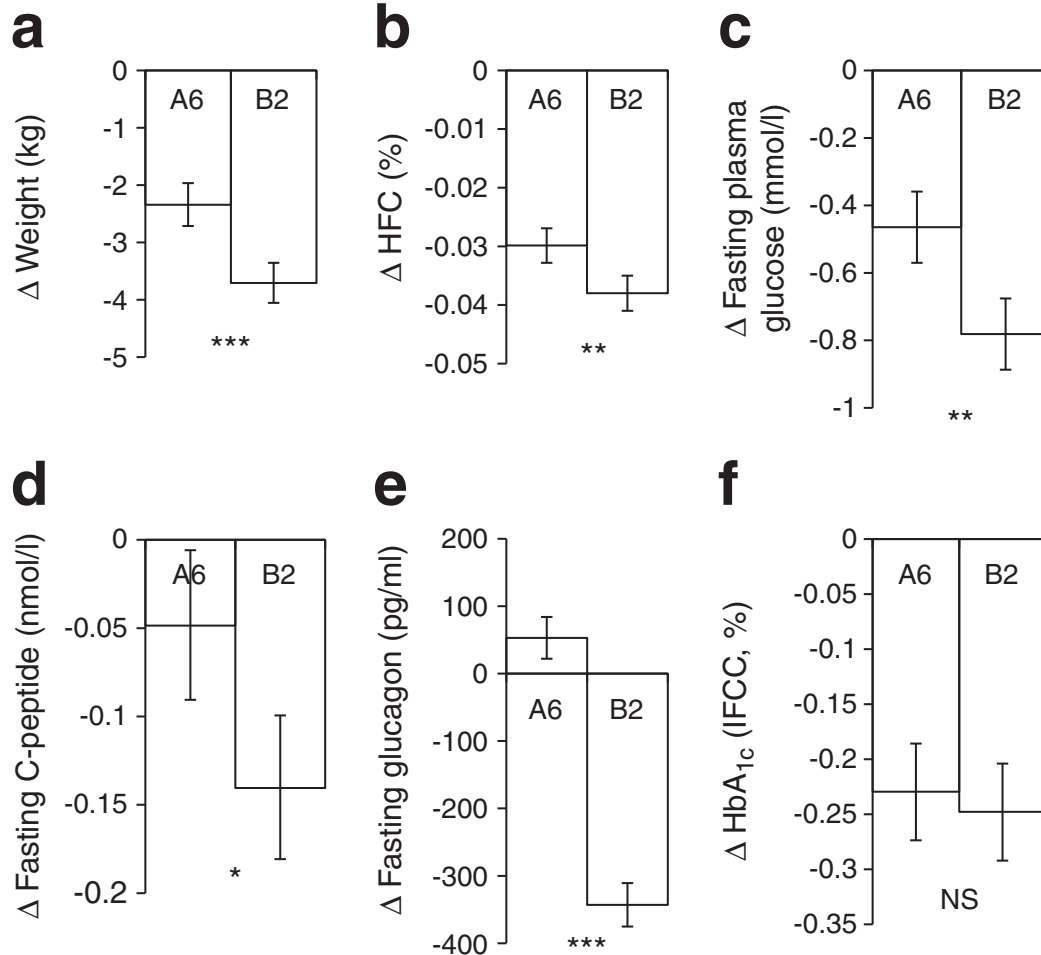 a
Δ Weight (kg)
0
-1
-2
-3
-4
-5
A6
B2
***
b
Δ HFC (%)
0
-0.01
-0.02
-0.03
-0.04
-0.05
A6
B2
**
c
Δ Fasting plasma
glucose (mmol/l)
0
-0.2
-0.4
-0.6
-0.8
-1
A6
B2
**
d
Δ Fasting C-peptide (nmol/l)
0
-0.05
-0.1
-0.15
-0.2
A6
B2
*
e
Δ Fasting glucagon (pg/ml)
200
100
0
-100
-200
-300
-400
A6
B2
***
f
Δ HbA1c (IFCC, %)
0
-0.05
-0.1
-0.15
-0.2
-0.25
-0.3
-0.35
A6
B2
NS